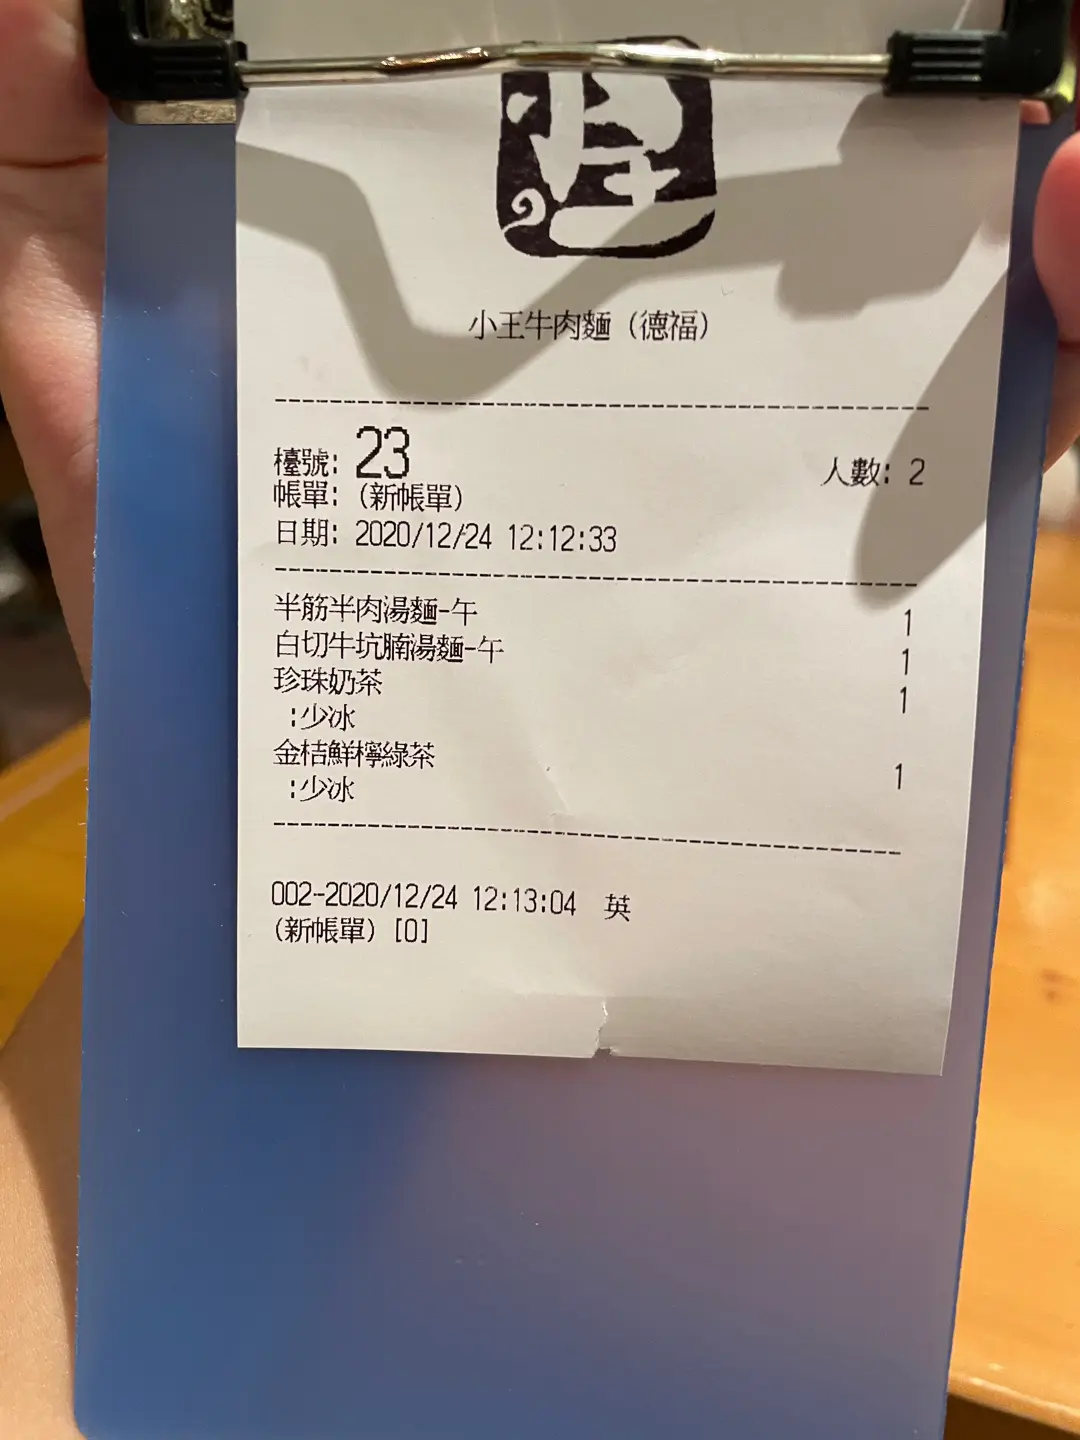 小王牛肉麵 (德福)
檯號: 23 人數: 2
帳單: (新帳單)
日期: 2020/12/24 12:12:33
半筋半肉湯麵-午 1
白切牛坑腩湯麵-午 1
珍珠奶茶 1
:少冰
金桔鮮檸綠茶 1
:少冰
002-2020/12/24 12:13:04 英
(新帳單) [0]